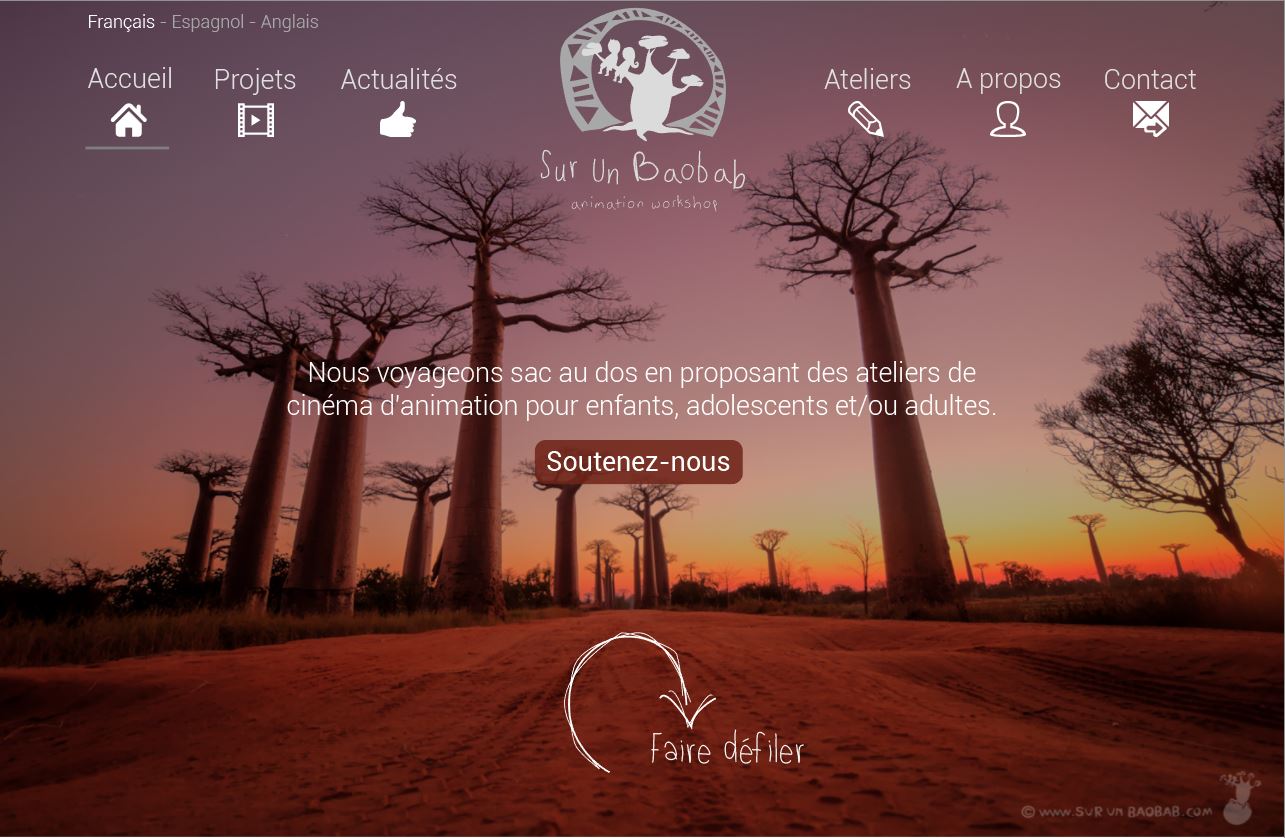 Français - Espagnol - Anglais
Accueil
Projets
Actualités
Ateliers
A propos
Contact
Sur Un Baobab
animation workshop
Nous voyageons sac au dos en proposant des ateliers de
cinéma d'animation pour enfants, adolescents et/ou adultes.
Soutenez-nous
Faire défiler
© www.SUR UN BAOBAB.com